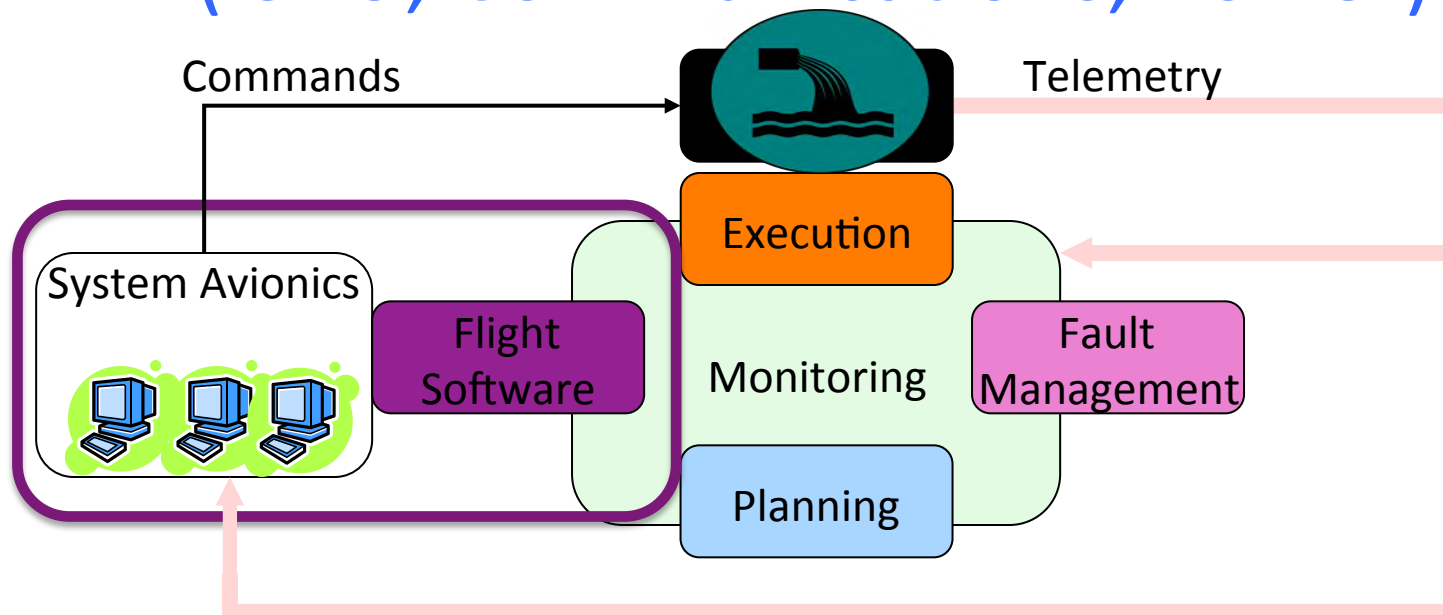 Commands
Telemetry
Execution
System Avionics
Flight
Software
Monitoring
Fault
Management
Planning